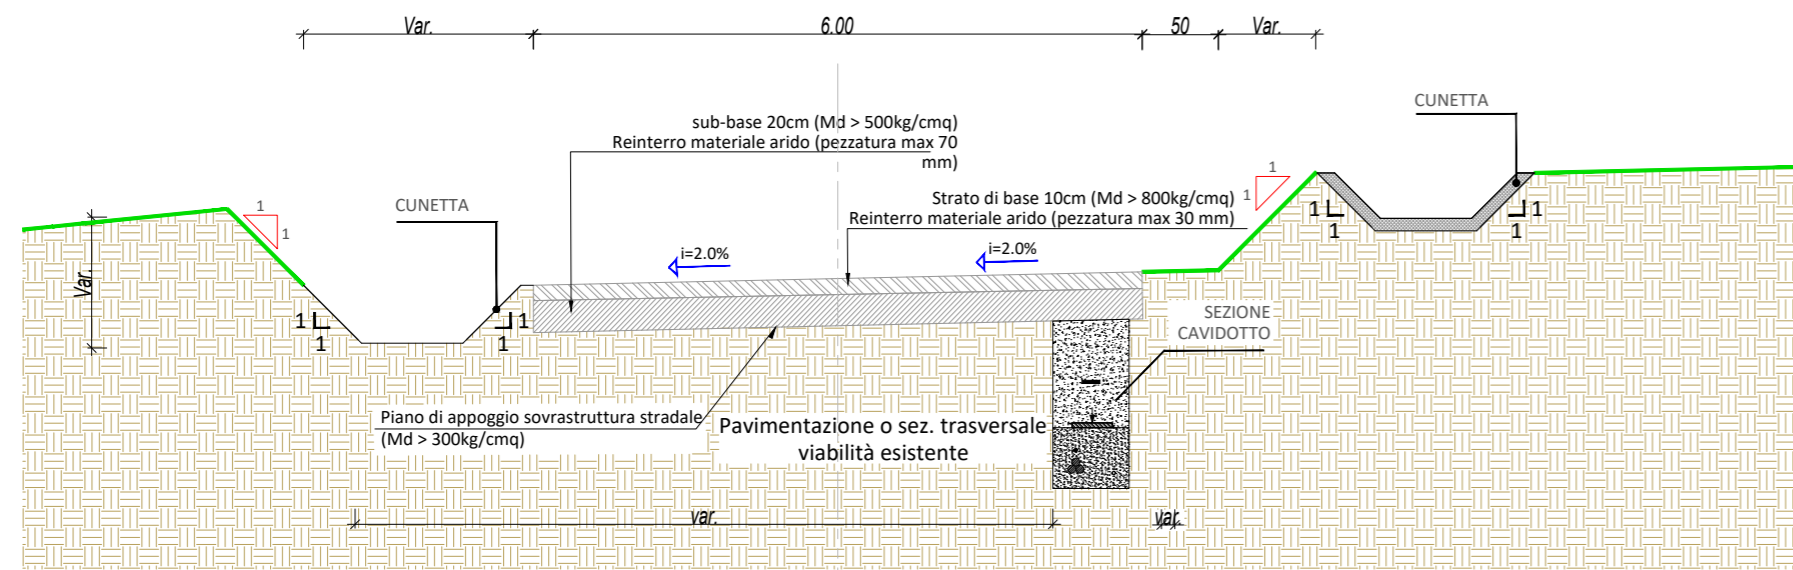 Var.
6.00
50
Var.
CUNETTA
sub-base 20cm (Md > 500kg/cmq)
Reinterro materiale arido (pezzatura max 70
mm)
1
1
Strato di base 10cm (Md > 800kg/cmq)
Reinterro materiale arido (pezzatura max 30 mm)
CUNETTA
1
1
1
1
1
1
i=2.0%
i=2.0%
Var.
1
1
1
1
SEZIONE
CAVIDOTTO
Piano di appoggio sovrastruttura stradale
(Md > 300kg/cmq)
Pavimentazione o sez. trasversale
viabilità esistente
var.
var.